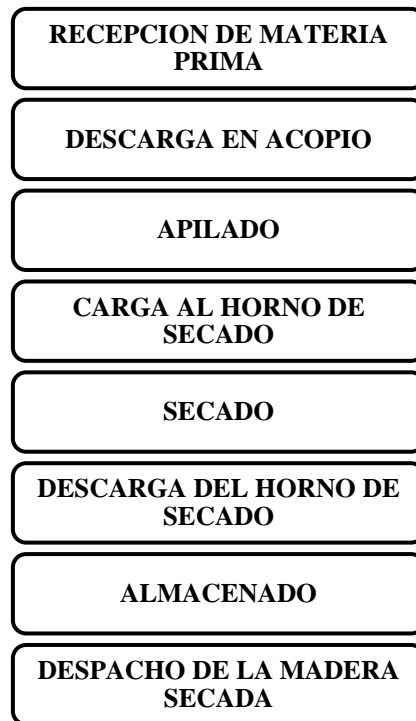 RECEPCION DE MATERIA
PRIMA
DESCARGA EN ACOPIO
APILADO
CARGA AL HORNO DE
SECADO
SECADO
DESCARGA DEL HORNO DE
SECADO
ALMACENADO
DESPACHO DE LA MADERA
SECADA